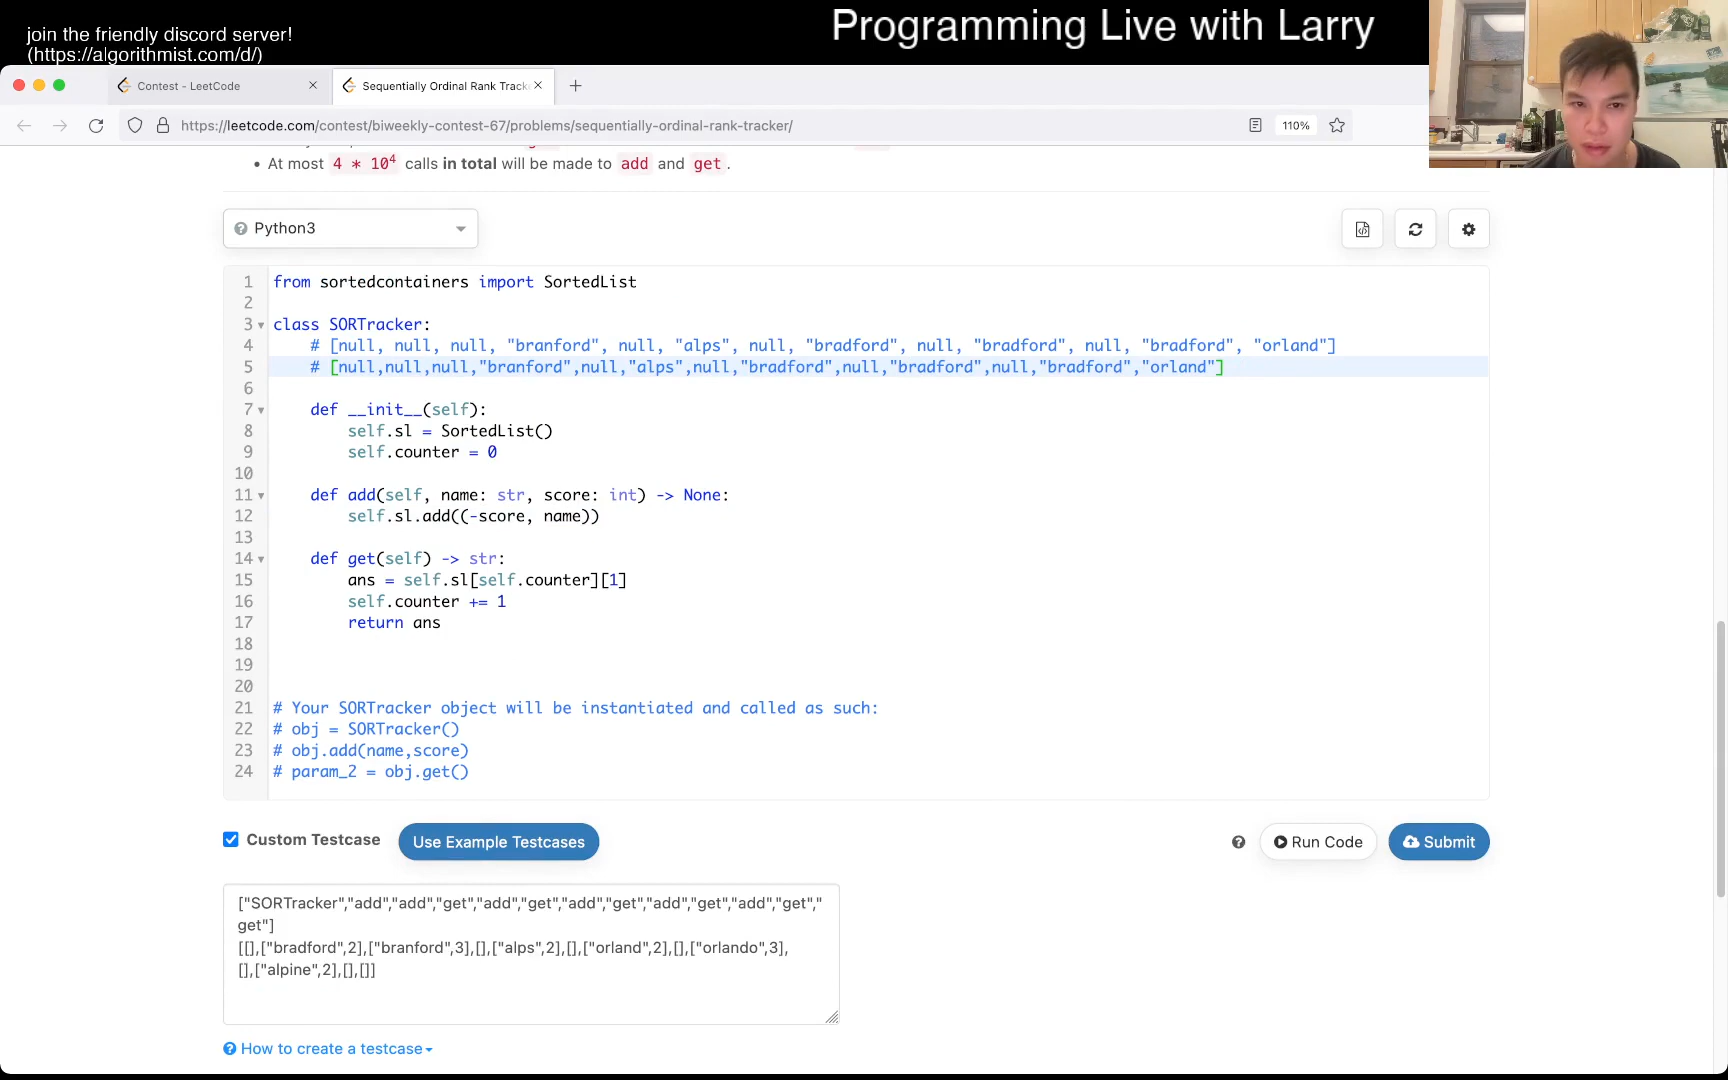 join the friendly discord server!
(https://algorithmist.com/d/)
Programming Live with Larry
Contest - LeetCode
Sequentially Ordinal Rank Track
https://leetcode.com/contest/biweekly-contest-67/problems/sequentially-ordinal-rank-tracker/
110%
• At most 4 * 10^4 calls in total will be made to add and get.
Python3
1 from sortedcontainers import SortedList
2
3 class SORTracker:
4     # [null, null, null, "branford", null, "alps", null, "bradford", null, "bradford", null, "bradford", "orland"]
5     # [null,null,null,"branford",null,"alps",null,"bradford",null,"bradford",null,"bradford","orland"]
6
7     def __init__(self):
8         self.sl = SortedList()
9         self.counter = 0
10
11     def add(self, name: str, score: int) -> None:
12         self.sl.add((-score, name))
13
14     def get(self) -> str:
15         ans = self.sl[self.counter][1]
16         self.counter += 1
17         return ans
18
19
20
21 # Your SORTracker object will be instantiated and called as such:
22 # obj = SORTracker()
23 # obj.add(name,score)
24 # param_2 = obj.get()
Custom Testcase
Use Example Testcases
Run Code
Submit
["SORTracker","add","add","get","add","get","add","get","add","get","add","get","
get"]
[[],["bradford",2],["branford",3],[],["alps",2],[],["orland",2],[],["orlando",3],
[],["alpine",2],[],[]]
How to create a testcase